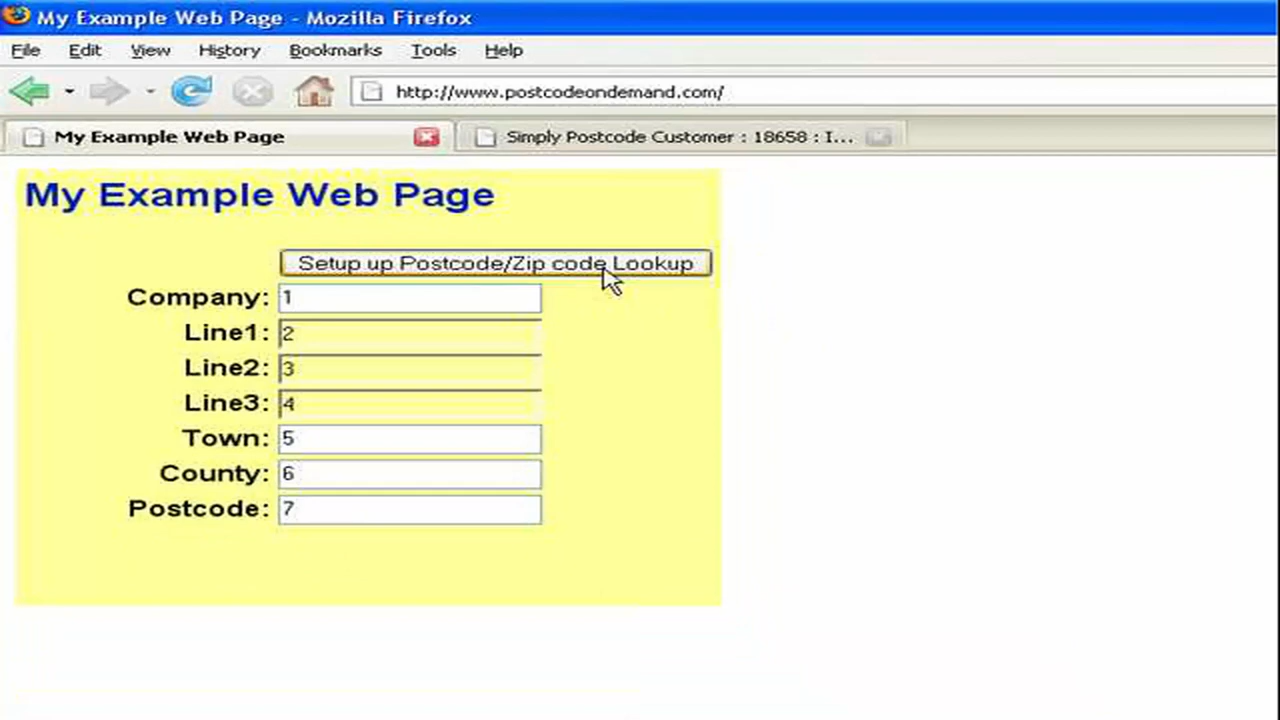 My Example Web Page - Mozilla Firefox
File Edit View History Bookmarks Tools Help
http://www.postcodeondemand.com/
My Example Web Page Simply Postcode Customer : 18658 : I...
My Example Web Page
Setup up Postcode/Zip code Lookup
Company: 1
Line1: 2
Line2: 3
Line3: 4
Town: 5
County: 6
Postcode: 7